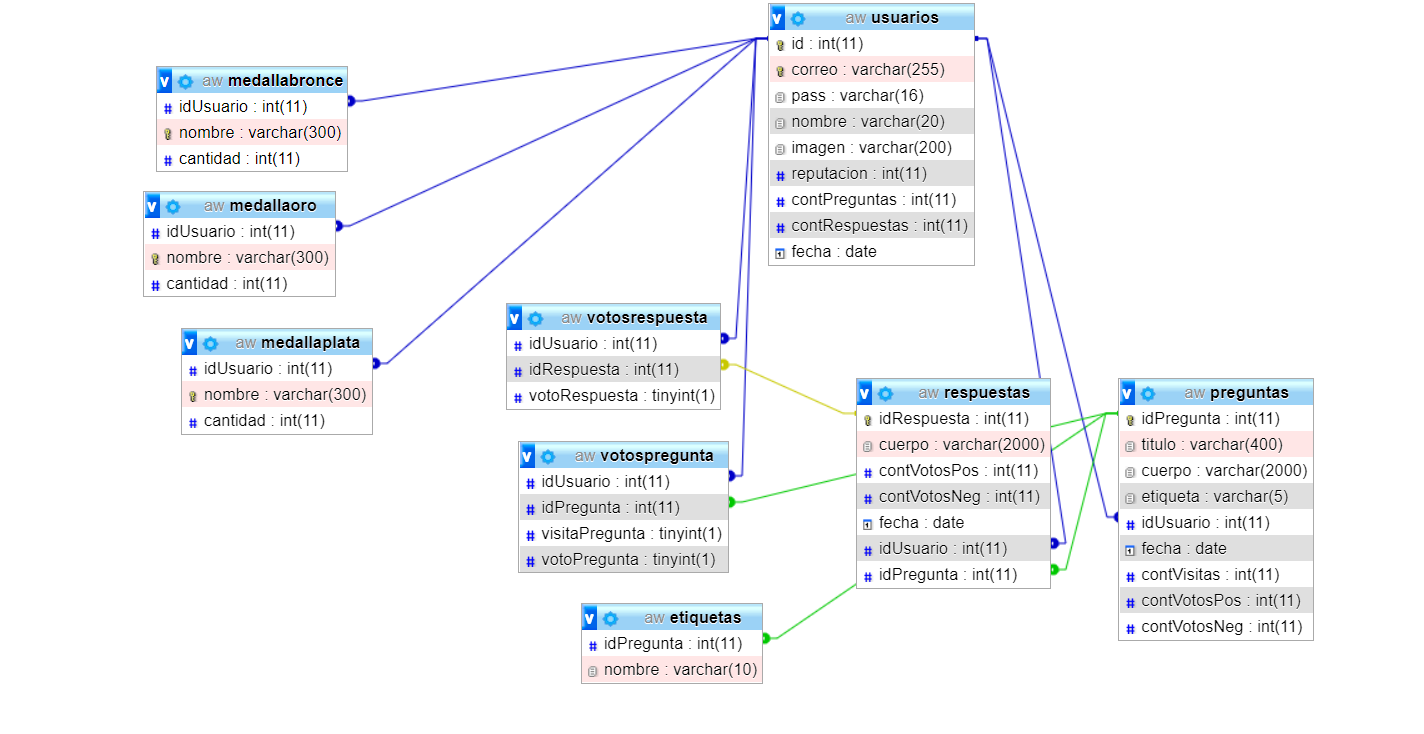 aw usuarios
id : int(11)
correo : varchar(255)
pass : varchar(16)
nombre : varchar(20)
imagen : varchar(200)
reputacion : int(11)
contPreguntas : int(11)
contRespuestas : int(11)
fecha : date
v aw medallabronce
# idUsuario : int(11)
nombre : varchar(300)
# cantidad : int(11)
v aw medallaoro
# idUsuario : int(11)
nombre : varchar(300)
# cantidad : int(11)
v aw medallaplata
# idUsuario : int(11)
nombre : varchar(300)
# cantidad : int(11)
v aw votosrespuesta
# idUsuario : int(11)
# idRespuesta : int(11)
# votoRespuesta : tinyint(1)
v aw votospregunta
# idUsuario : int(11)
# idPregunta : int(11)
# visitaPregunta : tinyint(1)
# votoPregunta : tinyint(1)
v aw etiquetas
# idPregunta : int(11)
nombre : varchar(10)
v aw respuestas
idRespuesta : int(11)
cuerpo : varchar(2000)
# contVotosPos : int(11)
# contVotosNeg : int(11)
fecha : date
# idUsuario : int(11)
# idPregunta : int(11)
v aw preguntas
idPregunta : int(11)
titulo : varchar(400)
cuerpo : varchar(2000)
etiqueta : varchar(5)
# idUsuario : int(11)
fecha : date
# contVisitas : int(11)
# contVotosPos : int(11)
# contVotosNeg : int(11)